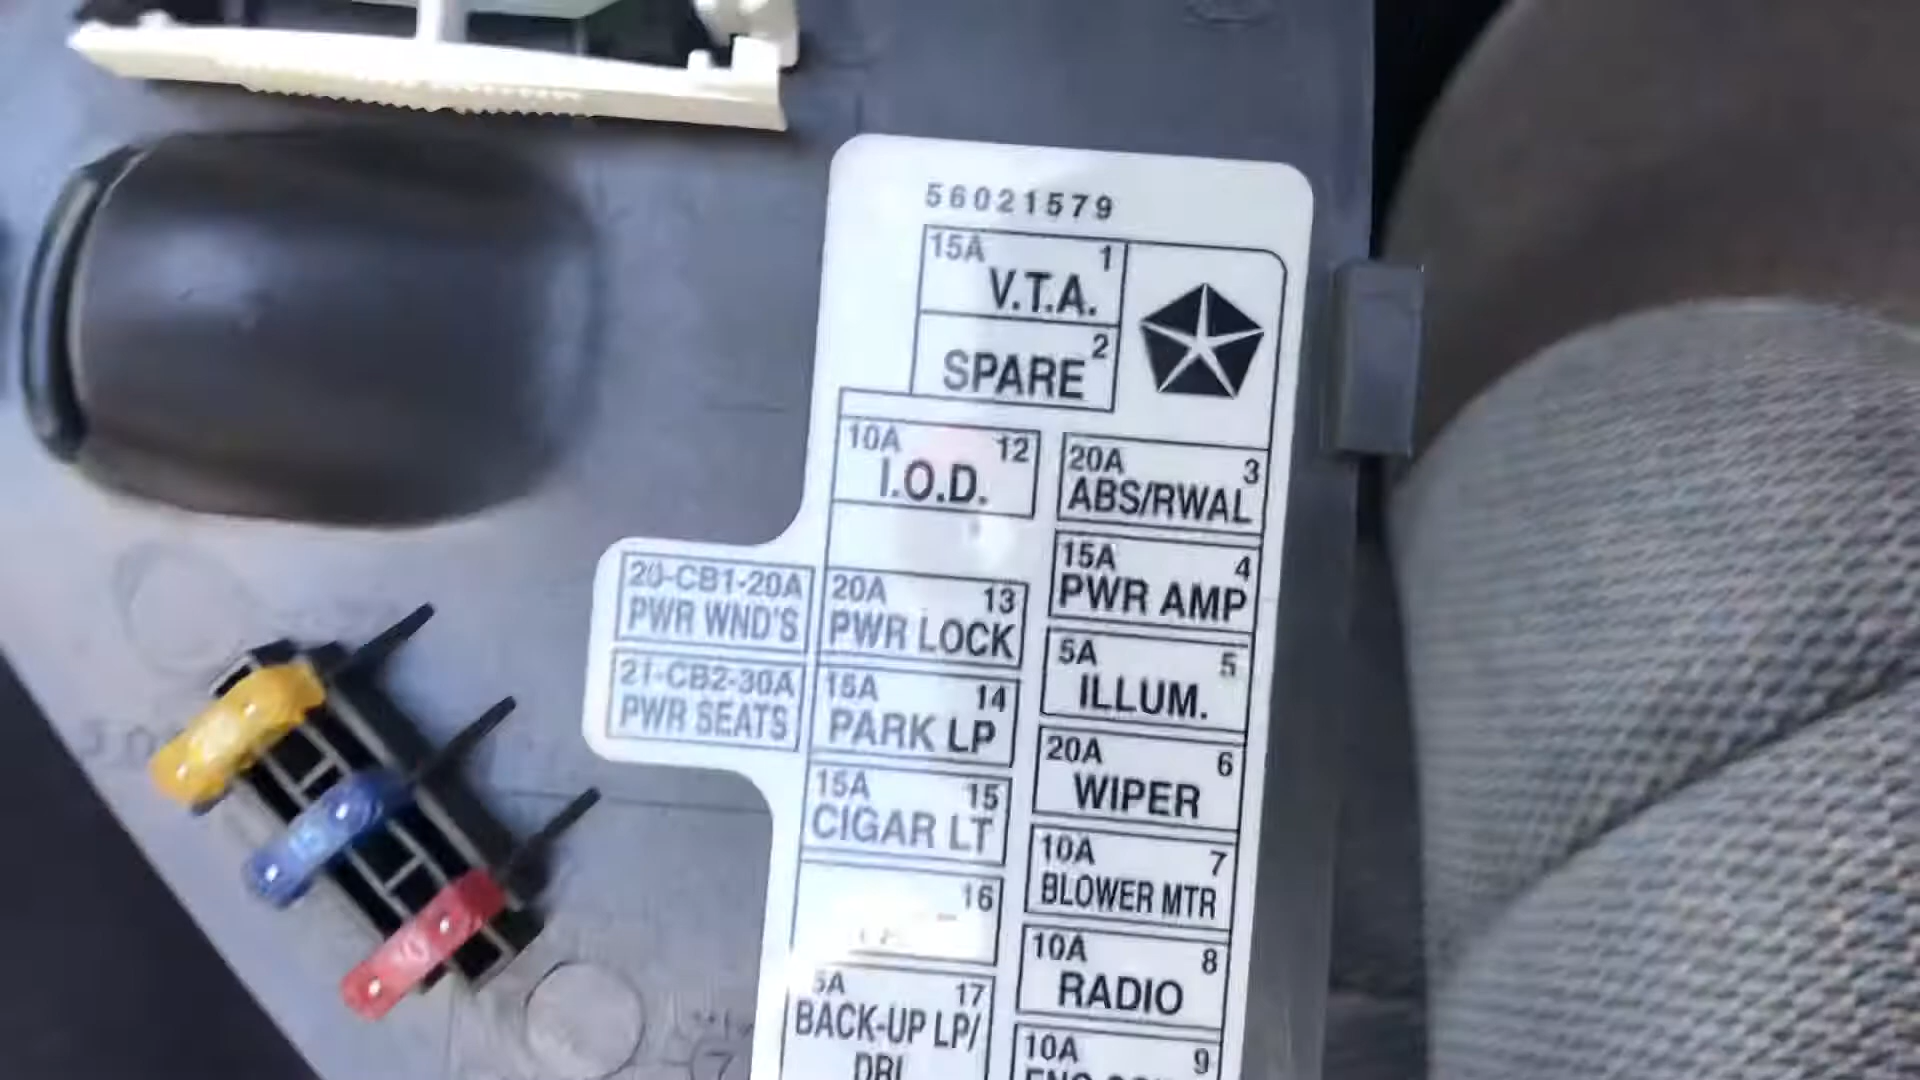 56021579
15A 1
V.T.A.
2
SPARE
10A 12
I.O.D.
20A 3
ABS/RWAL
15A 4
PWR AMP
20-CB1-20A
PWR WND'S
20A 13
PWR LOCK
5A 5
ILLUM.
21-CB2-30A
PWR SEATS
15A 14
PARK LP
20A 6
WIPER
15A 15
CIGAR LT
10A 7
BLOWER MTR
16
10A 8
RADIO
5A 17
BACK-UP LP/
DRL
10A 9
10